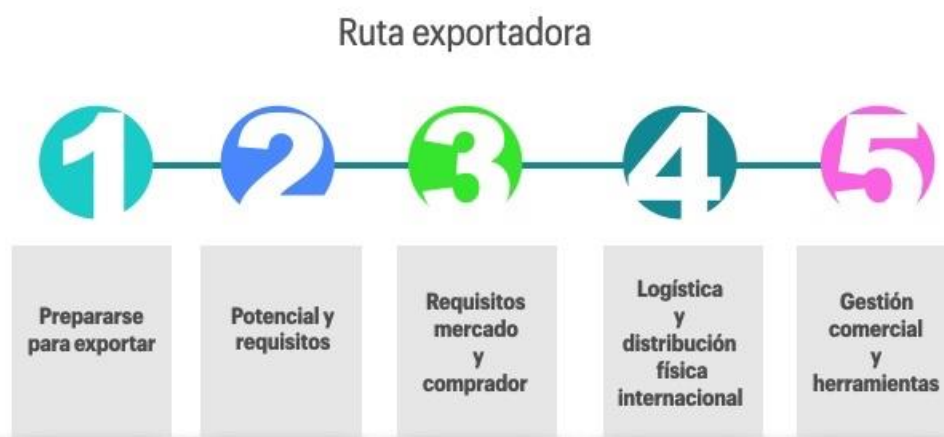 Ruta exportadora
1
2
3
4
5
Prepararse
para exportar
Potencial y
requisitos
Requisitos
mercado
y
comprador
Logística
y
distribución
física
internacional
Gestión
comercial
y
herramientas